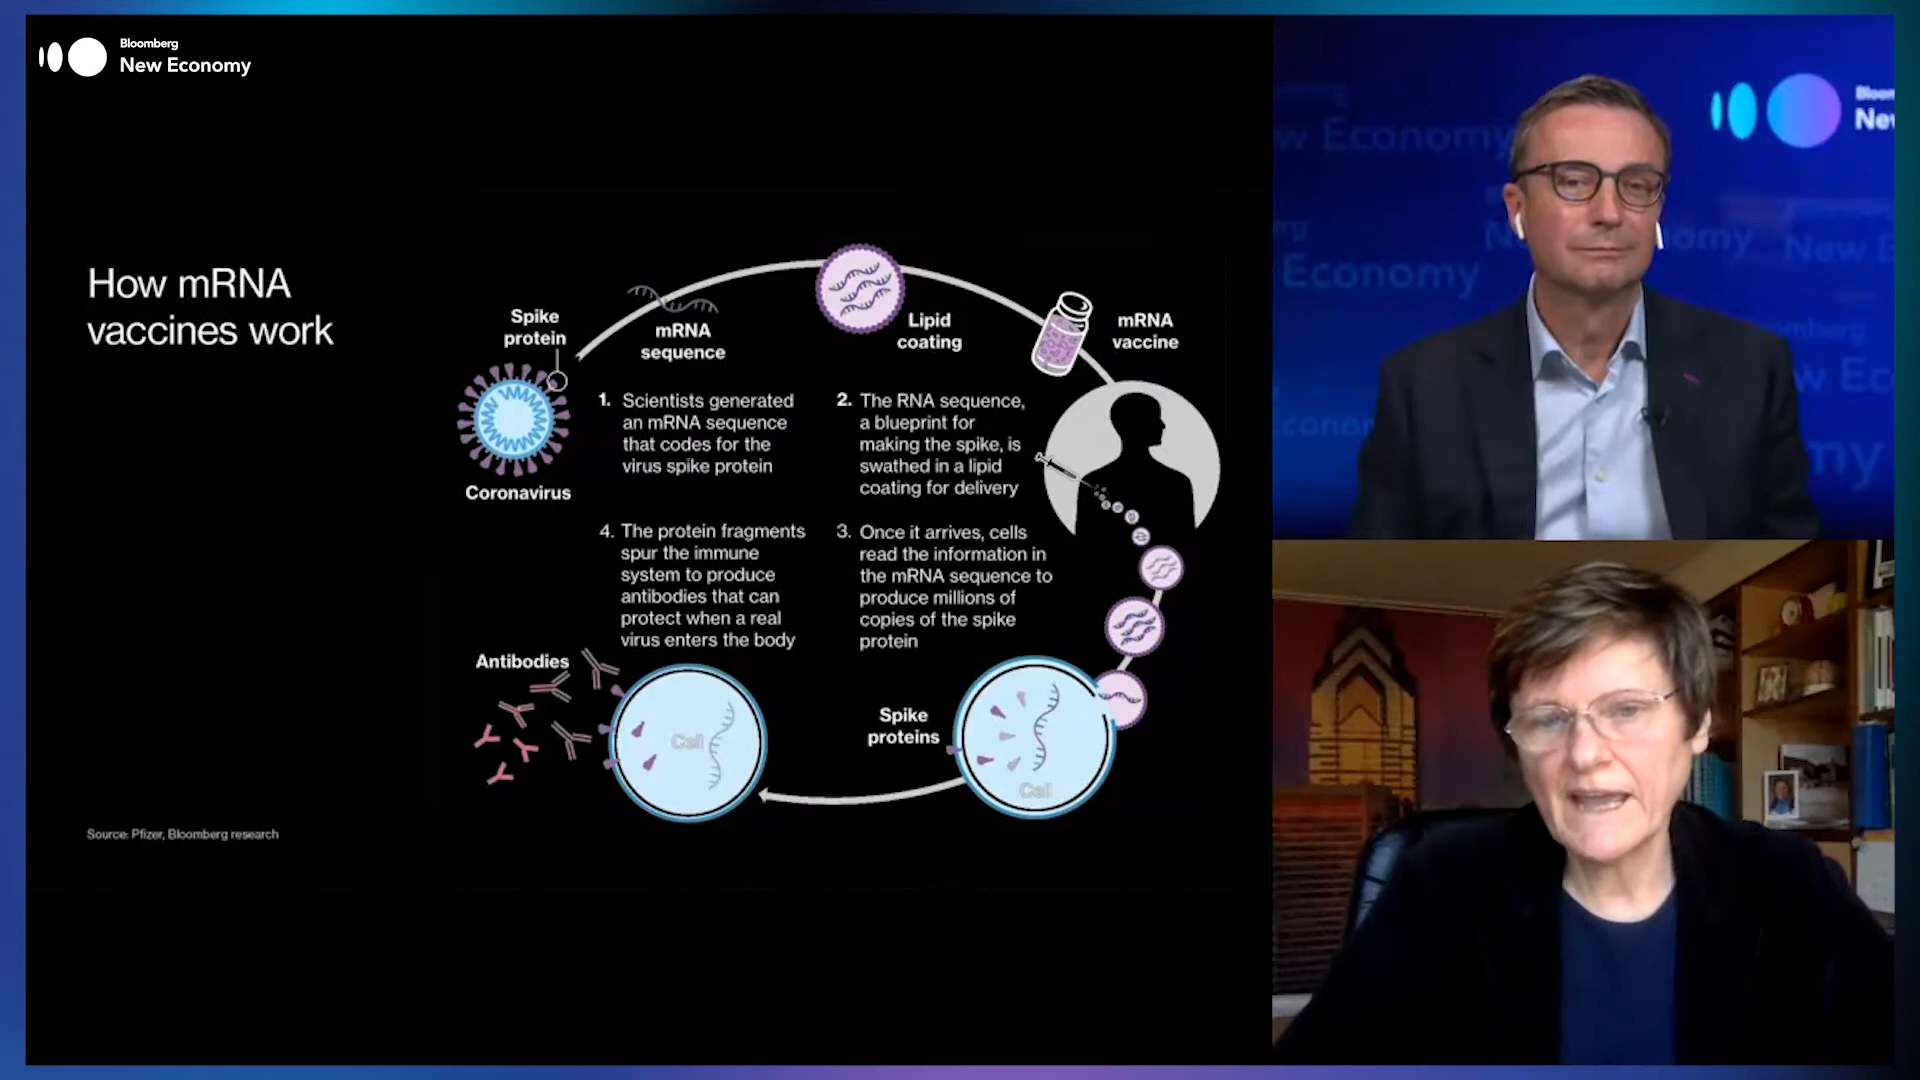 Bloomberg
New Economy
How mRNA
vaccines work
Spike
protein
mRNA
sequence
Lipid
coating
mRNA
vaccine
Coronavirus
1. Scientists generated
an mRNA sequence
that codes for the
virus spike protein
2. The RNA sequence,
a blueprint for
making the spike, is
swathed in a lipid
coating for delivery
3. Once it arrives, cells
read the information in
the mRNA sequence to
produce millions of
copies of the spike
protein
4. The protein fragments
spur the immune
system to produce
antibodies that can
protect when a real
virus enters the body
Antibodies
Cell
Spike
proteins
Cell
Source: Pfizer, Bloomberg research
w Economy
Economy
New E